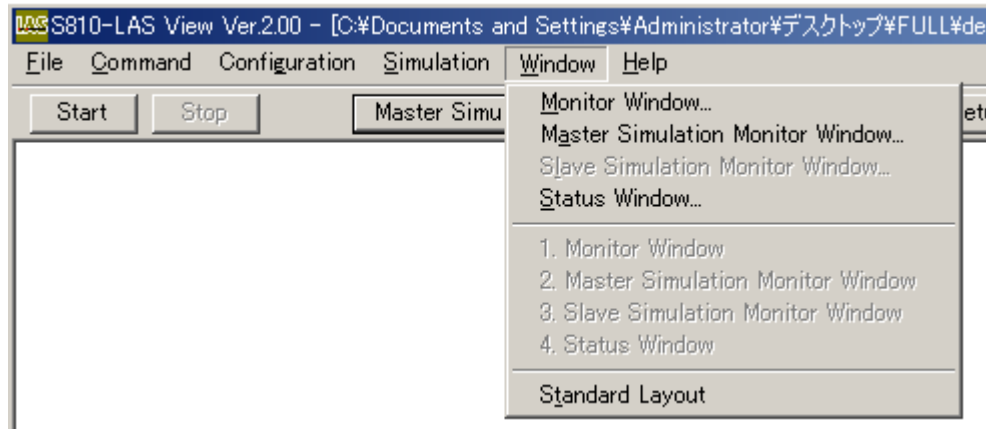 LAS S810-LAS View Ver.2.00 - [C:¥Documents and Settings¥Administrator¥デスクトップ¥FULL¥de
File Command Configuration Simulation Window Help
Start Stop Master Simu
Monitor Window...
Master Simulation Monitor Window...
Slave Simulation Monitor Window...
Status Window...
1. Monitor Window
2. Master Simulation Monitor Window
3. Slave Simulation Monitor Window
4. Status Window
Standard Layout